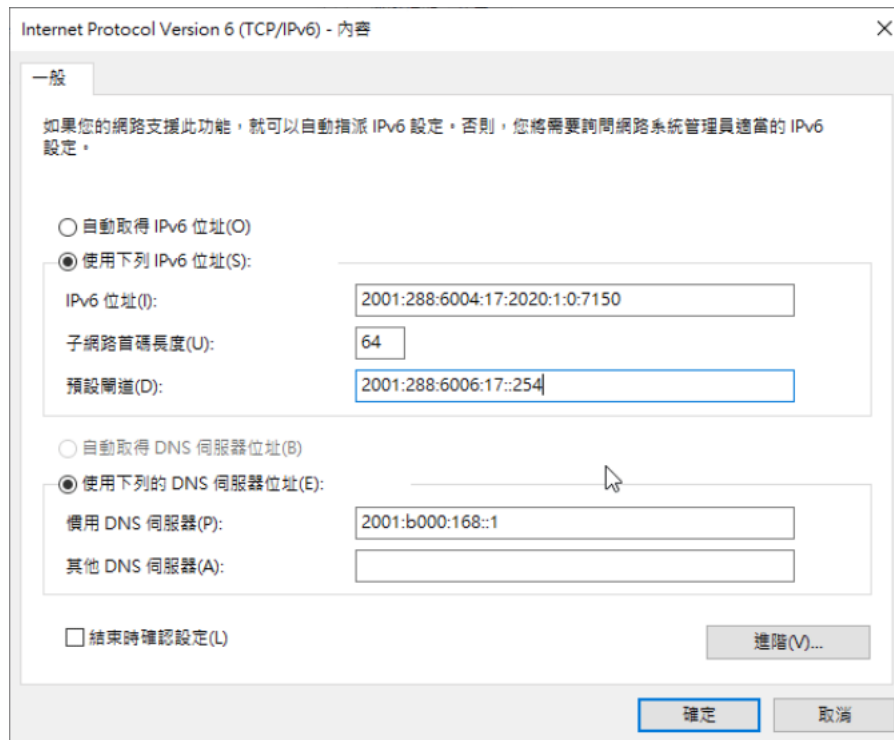 Internet Protocol Version 6 (TCP/IPv6) - 內容
一般
如果您的網路支援此功能，就可以自動指派 IPv6 設定。否則，您將需要詢問網路系統管理員適當的 IPv6
設定。
自動取得 IPv6 位址(O)
使用下列 IPv6 位址(S):
IPv6 位址(I):
2001:288:6004:17:2020:1:0:7150
子網路首碼長度(U):
64
預設閘道(D):
2001:288:6006:17::254
自動取得 DNS 伺服器位址(B)
使用下列的 DNS 伺服器位址(E):
慣用 DNS 伺服器(P):
2001:b000:168::1
其他 DNS 伺服器(A):
結束時確認設定(L)
進階(V)...
確定
取消